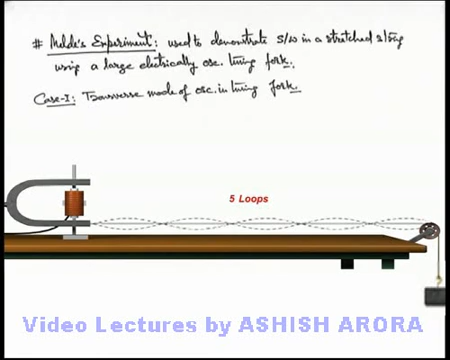 # Melde's Experiment: used to demonstrate S/W in a stretched string
using a large electrically osc. tuning fork.
Case-I: Transverse mode of osc. in tuning fork.
5 Loops
Video Lectures by ASHISH ARORA